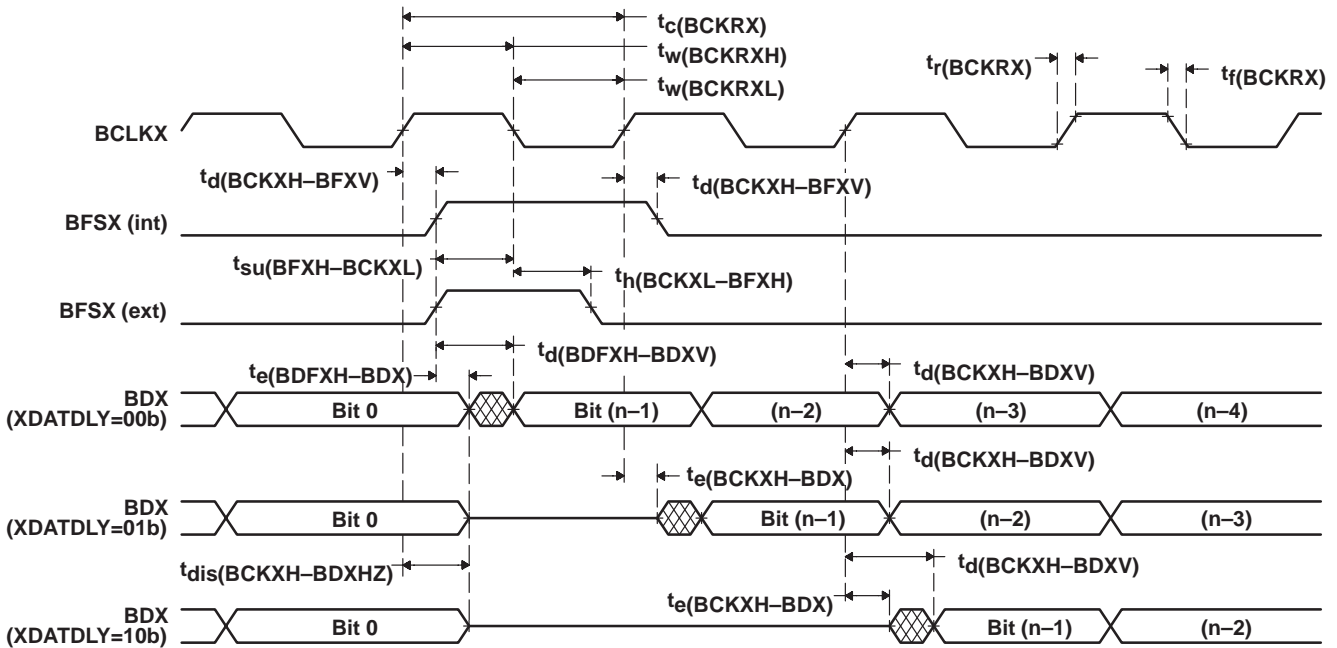 tc(BCKRX)
tw(BCKRXH)
tw(BCKRXL)
tr(BCKRX)
tf(BCKRX)
BCLKX
td(BCKXH–BFXV)
td(BCKXH–BFXV)
BFSX (int)
tsu(BFXH–BCKXL)
th(BCKXL–BFXH)
BFSX (ext)
td(BDFXH–BDXV)
te(BDFXH–BDX)
td(BCKXH–BDXV)
BDX
(XDATDLY=00b)
Bit 0
Bit (n–1)
(n–2)
(n–3)
(n–4)
td(BCKXH–BDXV)
te(BCKXH–BDX)
BDX
(XDATDLY=01b)
Bit 0
Bit (n–1)
(n–2)
(n–3)
tdis(BCKXH–BDXHZ)
td(BCKXH–BDXV)
te(BCKXH–BDX)
BDX
(XDATDLY=10b)
Bit 0
Bit (n–1)
(n–2)